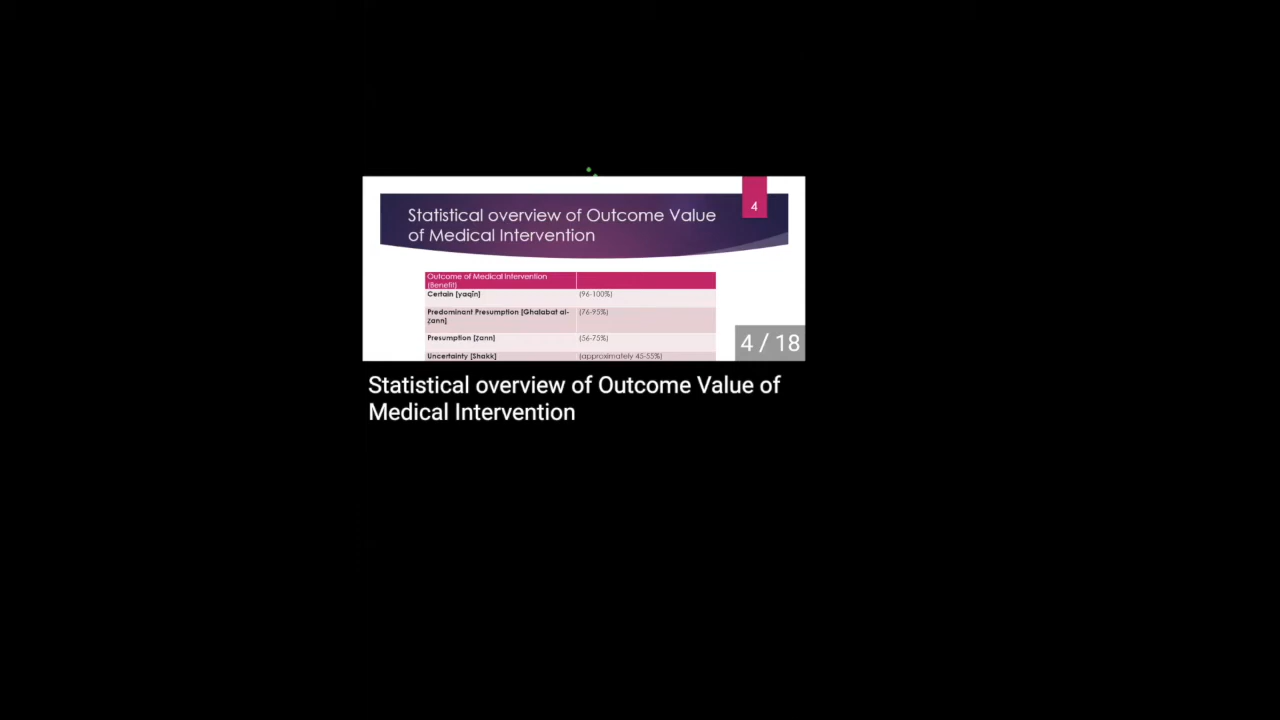 4
Statistical overview of Outcome Value
of Medical Intervention
Outcome of Medical Intervention
(Benefit)
Certain [yaqīn]
(96-100%)
Predominant Presumption [Ghalabat al-
ẓann]
(76-95%)
Presumption [ẓann]
(56-75%)
Uncertainty [Shakk]
(approximately 45-55%)
4 / 18
Statistical overview of Outcome Value of
Medical Intervention